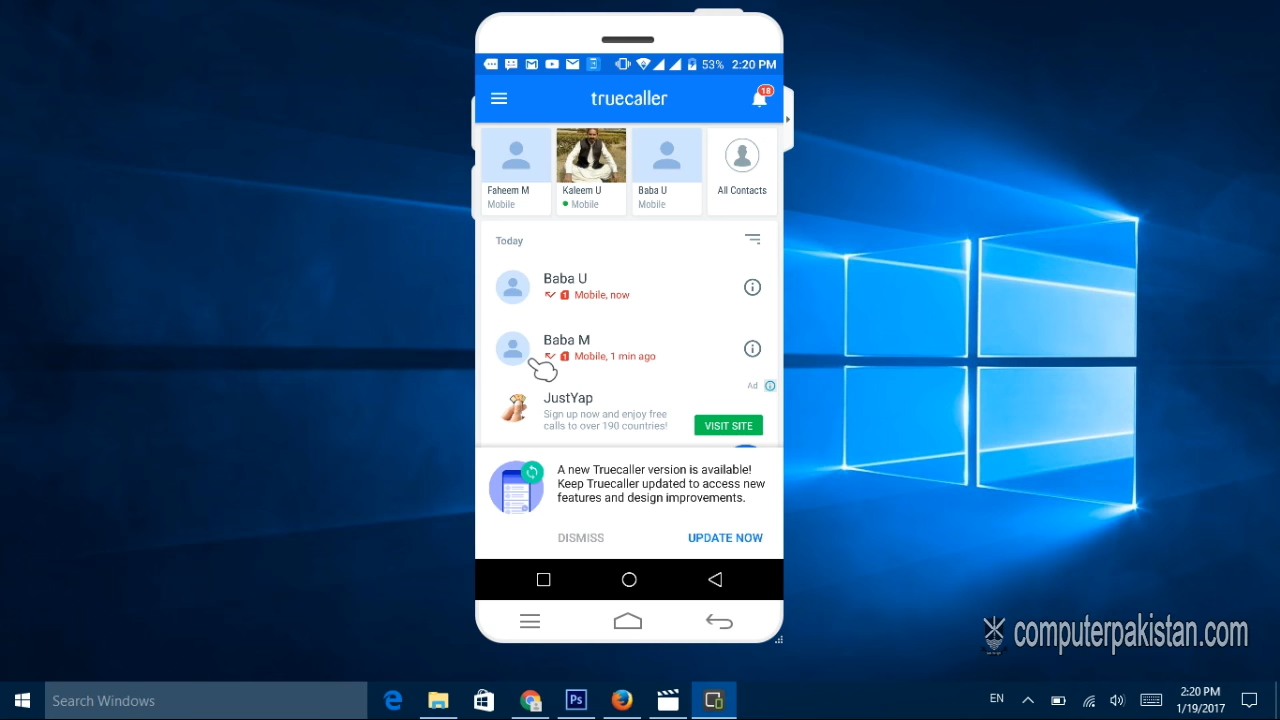 53% 2:20 PM
truecaller
18
Faheem M
Mobile
Kaleem U
Mobile
Baba U
Mobile
All Contacts
Today
Baba U
1 Mobile, now
Baba M
1 Mobile, 1 min ago
Ad
JustYap
Sign up now and enjoy free
calls to over 190 countries!
VISIT SITE
A new Truecaller version is available!
Keep Truecaller updated to access new
features and design improvements.
DISMISS
UPDATE NOW
computerpakistan.com
Search Windows
Ps
EN
2:20 PM
1/19/2017